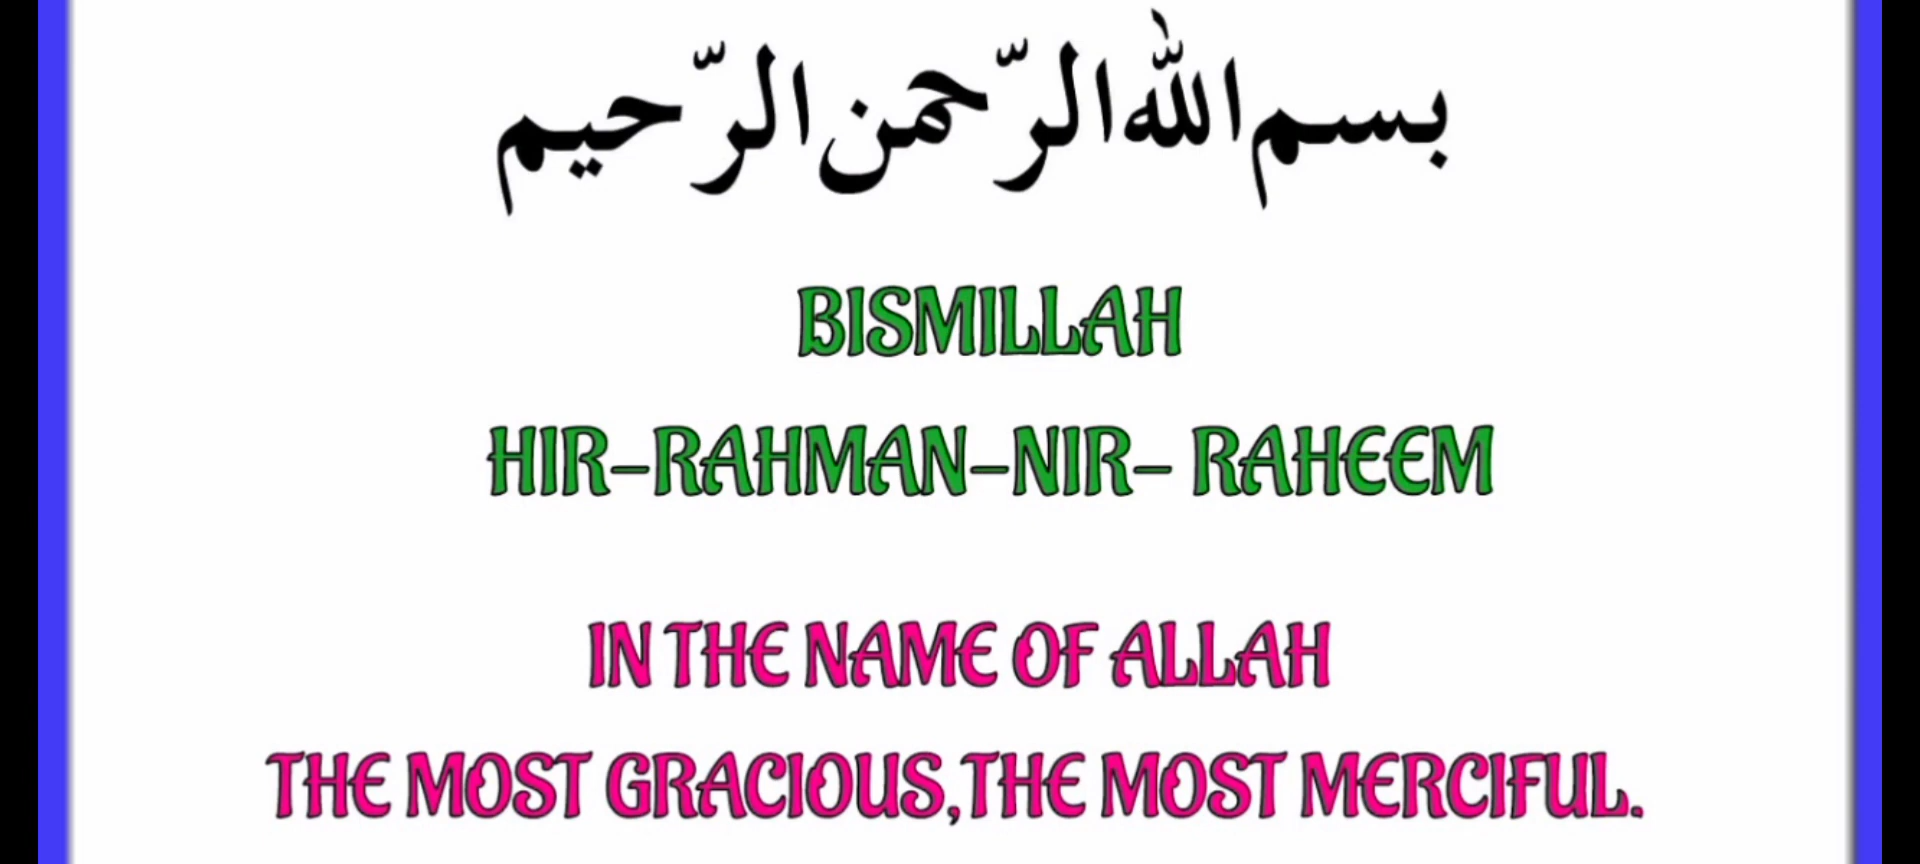 بسم الله الرّحمن الرّحيم
BISMILLAH
HIR-RAHMAN-NIR- RAHEEM
IN THE NAME OF ALLAH
THE MOST GRACIOUS,THE MOST MERCIFUL.